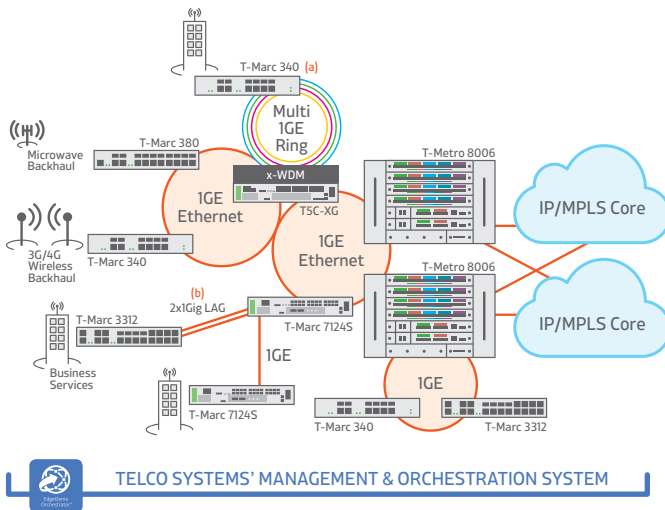 T-Marc 340 (a)
Multi
1GE
Ring
T-Marc 380
Microwave
Backhaul
x-WDM
T5C-XG
1GE
Ethernet
T-Metro 8006
IP/MPLS Core
3G/4G
Wireless
Backhaul
T-Marc 340
1GE
Ethernet
T-Metro 8006
IP/MPLS Core
(b)
2x1Gig LAG
T-Marc 3312
T-Marc 7124S
Business
Services
1GE
T-Marc 7124S
1GE
T-Marc 340
T-Marc 3312
EdgeGenie
Orchestrator™
TELCO SYSTEMS’ MANAGEMENT & ORCHESTRATION SYSTEM